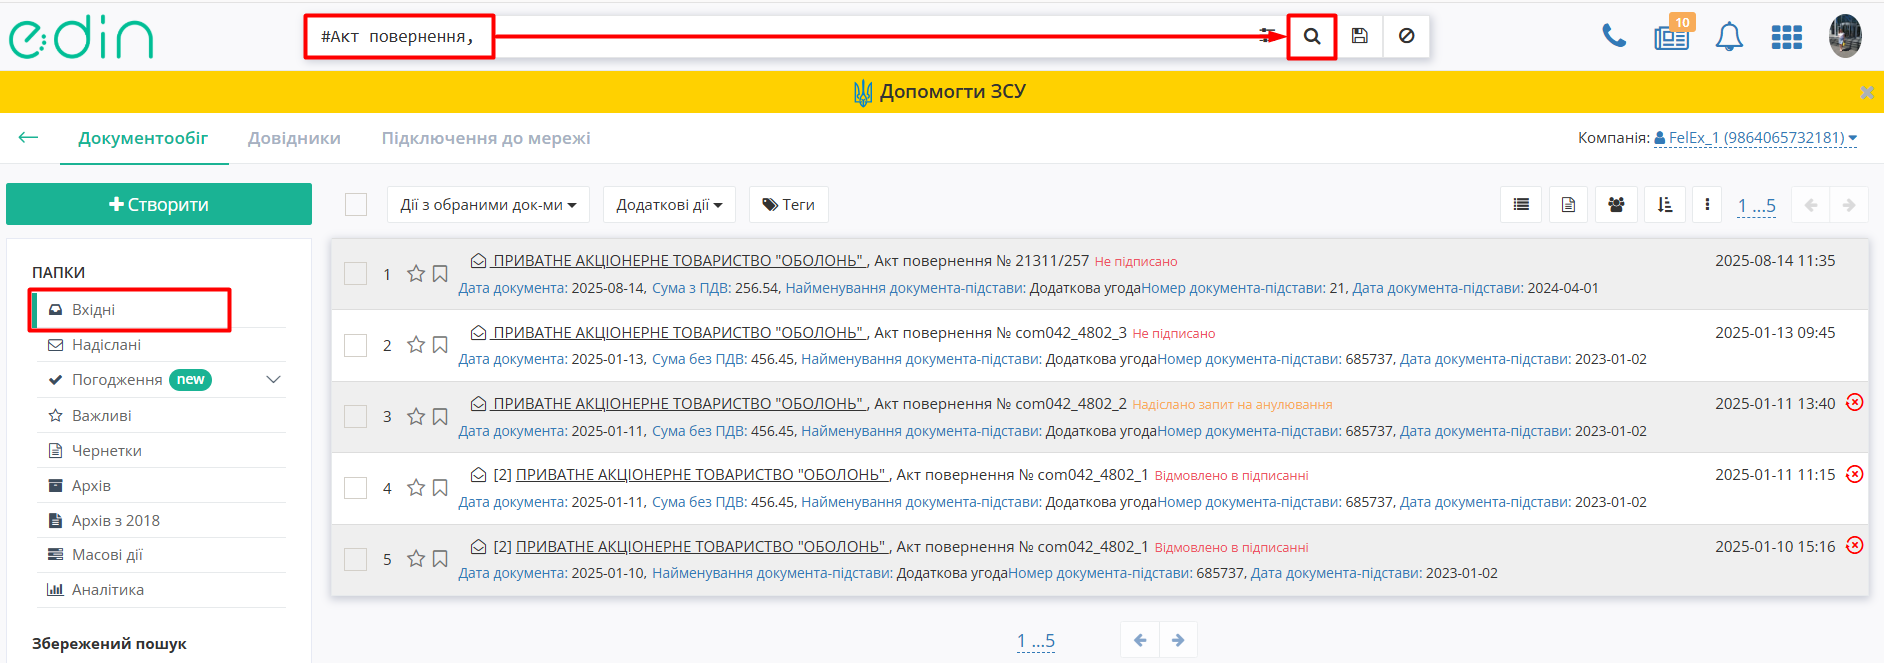 edin
#Акт повернення,
10
Допомогти ЗСУ
Документообіг
Довідники
Підключення до мережі
Компанія: FelEx_1 (9864065732181)
Створити
Дії з обраними док-ми
Додаткові дії
Теги
1 ...5
ПАПКИ
Вхідні
Надіслані
Погодження new
Важливі
Чернетки
Архів
Архів з 2018
Масові дії
Аналітика
Збережений пошук
1 ПРИВАТНЕ АКЦІОНЕРНЕ ТОВАРИСТВО "ОБОЛОНЬ" , Акт повернення № 21311/257 Не підписано 2025-08-14 11:35
Дата документа: 2025-08-14, Сума з ПДВ: 256.54, Найменування документа-підстави: Додаткова угодаНомер документа-підстави: 21, Дата документа-підстави: 2024-04-01
2 ПРИВАТНЕ АКЦІОНЕРНЕ ТОВАРИСТВО "ОБОЛОНЬ" , Акт повернення № com042_4802_3 Не підписано 2025-01-13 09:45
Дата документа: 2025-01-13, Сума без ПДВ: 456.45, Найменування документа-підстави: Додаткова угодаНомер документа-підстави: 685737, Дата документа-підстави: 2023-01-02
3 ПРИВАТНЕ АКЦІОНЕРНЕ ТОВАРИСТВО "ОБОЛОНЬ" , Акт повернення № com042_4802_2 Надіслано запит на анулювання 2025-01-11 13:40
Дата документа: 2025-01-11, Сума без ПДВ: 456.45, Найменування документа-підстави: Додаткова угодаНомер документа-підстави: 685737, Дата документа-підстави: 2023-01-02
4 [2] ПРИВАТНЕ АКЦІОНЕРНЕ ТОВАРИСТВО "ОБОЛОНЬ" , Акт повернення № com042_4802_1 Відмовлено в підписанні 2025-01-11 11:15
Дата документа: 2025-01-11, Сума без ПДВ: 456.45, Найменування документа-підстави: Додаткова угодаНомер документа-підстави: 685737, Дата документа-підстави: 2023-01-02
5 [2] ПРИВАТНЕ АКЦІОНЕРНЕ ТОВАРИСТВО "ОБОЛОНЬ" , Акт повернення № com042_4802_1 Відмовлено в підписанні 2025-01-10 15:16
Дата документа: 2025-01-10, Найменування документа-підстави: Додаткова угодаНомер документа-підстави: 685737, Дата документа-підстави: 2023-01-02
1 ...5